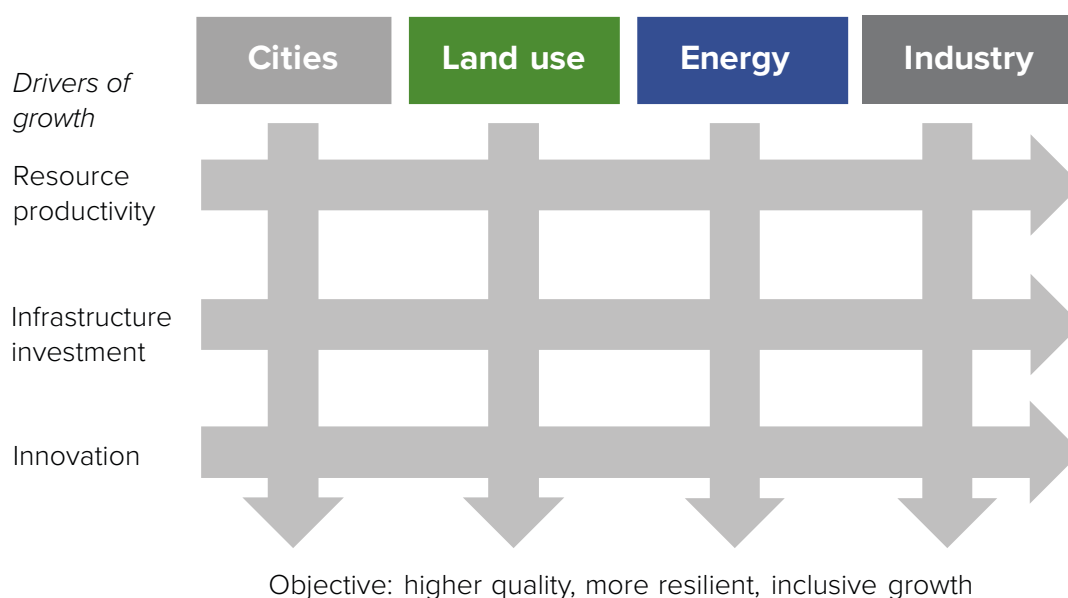 Cities
Land use
Energy
Industry
Drivers of
growth
Resource
productivity
Infrastructure
investment
Innovation
Objective: higher quality, more resilient, inclusive growth